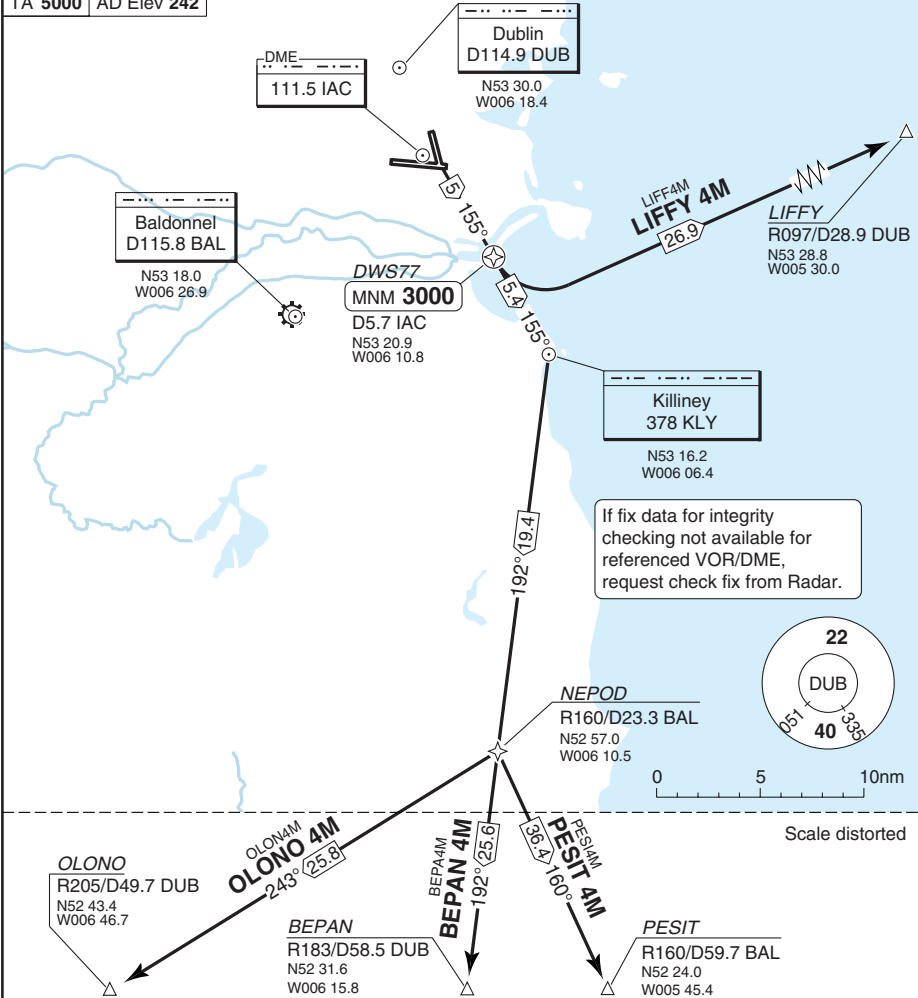 TA 5000 AD Elev 242
Dublin
D114.9 DUB
N53 30.0
W006 18.4
DME
111.5 IAC
LIFF4M
LIFFY 4M
26.9
LIFFY
R097/D28.9 DUB
N53 28.8
W005 30.0
Baldonnel
D115.8 BAL
N53 18.0
W006 26.9
5
155°
DWS77
MNM 3000
D5.7 IAC
N53 20.9
W006 10.8
5.4
155°
Killiney
378 KLY
N53 16.2
W006 06.4
If fix data for integrity
checking not available for
referenced VOR/DME,
request check fix from Radar.
19.4
192°
22
DUB
051
335
40
NEPOD
R160/D23.3 BAL
N52 57.0
W006 10.5
0 5 10nm
Scale distorted
OLON4M
OLONO 4M
243° 25.8
OLONO
R205/D49.7 DUB
N52 43.4
W006 46.7
BEPA4M
BEPAN 4M
192° 25.6
BEPAN
R183/D58.5 DUB
N52 31.6
W006 15.8
PESI4M
PESIT 4M
36.4 160°
PESIT
R160/D59.7 BAL
N52 24.0
W005 45.4